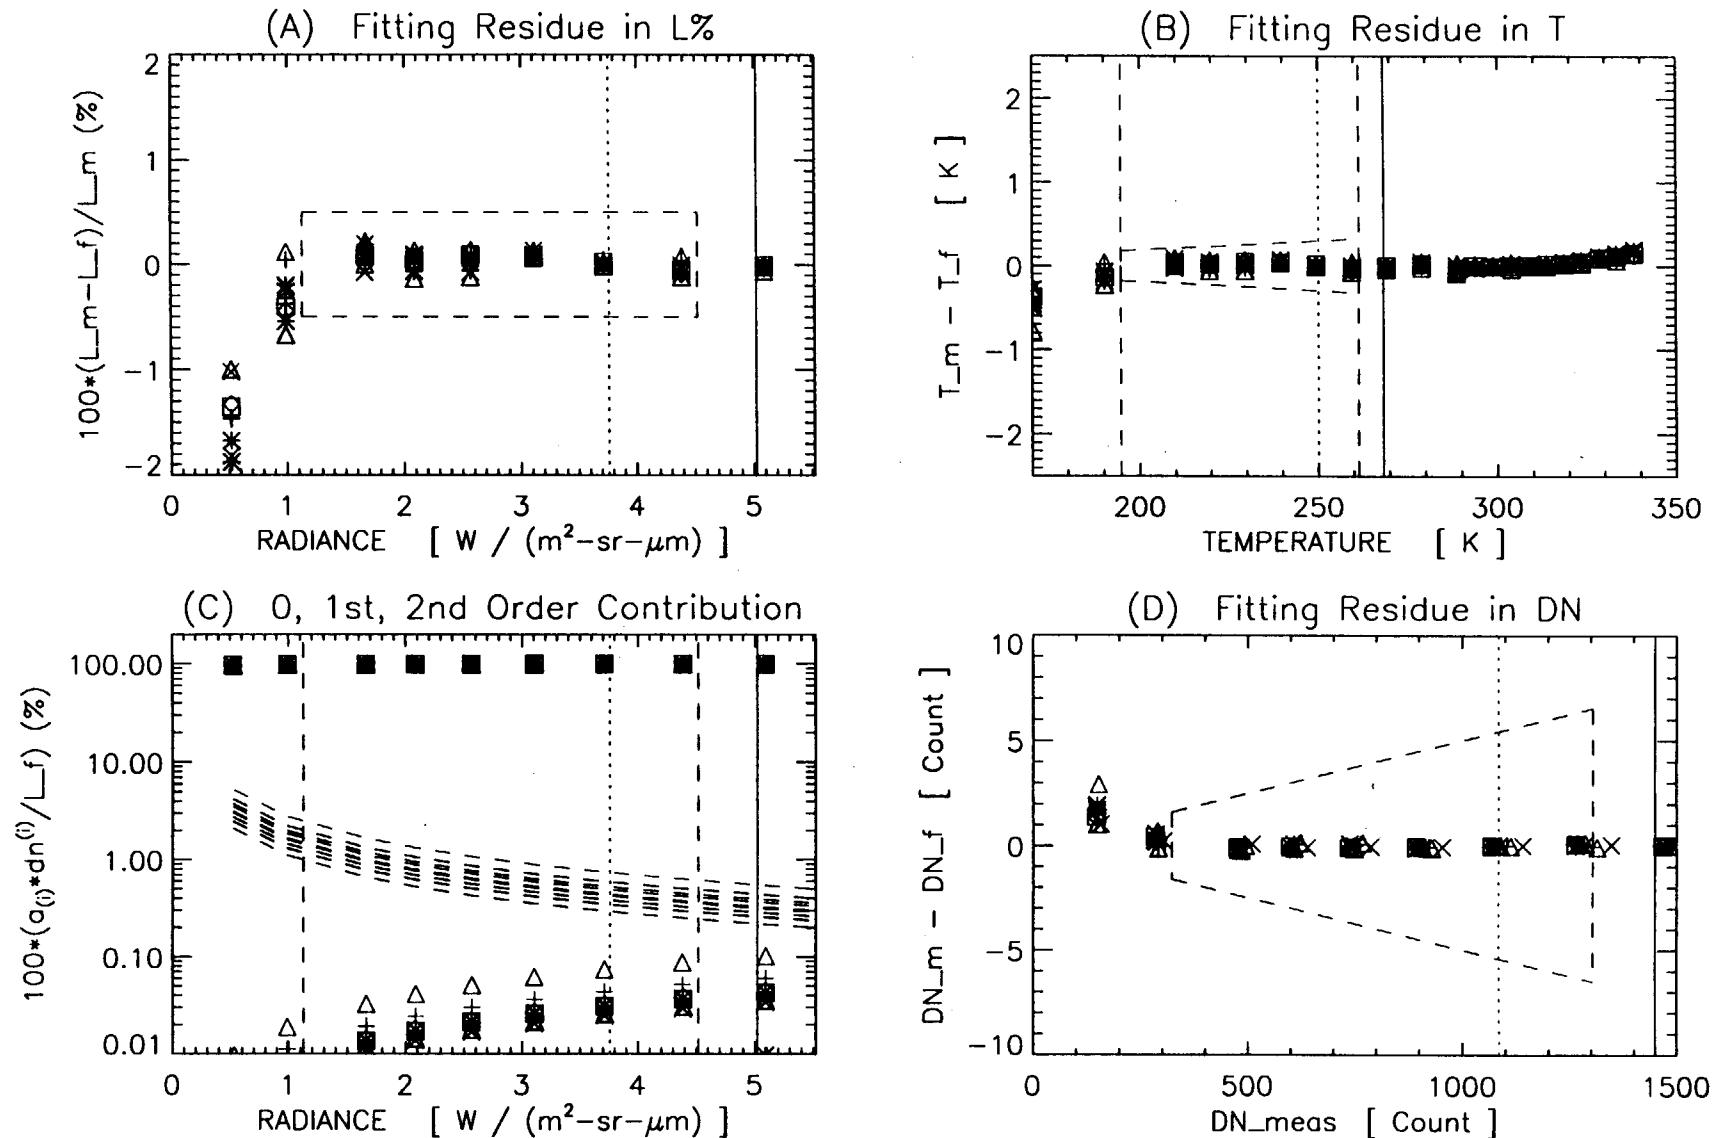 (A) Fitting Residue in L%
100*(L_m-L_f)/L_m (%)
2
1
0
-1
-2
0 1 2 3 4 5
RADIANCE [ W / (m²-sr-μm) ]
(B) Fitting Residue in T
T_m - T_f [ K ]
2
1
0
-1
-2
200 250 300 350
TEMPERATURE [ K ]
(C) 0, 1st, 2nd Order Contribution
100*(a(i)*dn(i)/L_f) (%)
100.00
10.00
1.00
0.10
0.01
0 1 2 3 4 5
RADIANCE [ W / (m²-sr-μm) ]
(D) Fitting Residue in DN
DN_m - DN_f [ Count ]
10
5
0
-5
-10
0 500 1000 1500
DN_meas [ Count ]